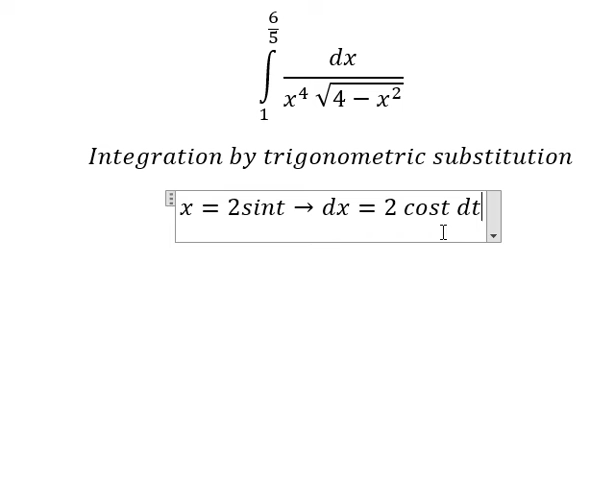 ∫₁^(6/5) dx / (x⁴ √(4 − x²))
Integration by trigonometric substitution
x = 2sint → dx = 2 cost dt